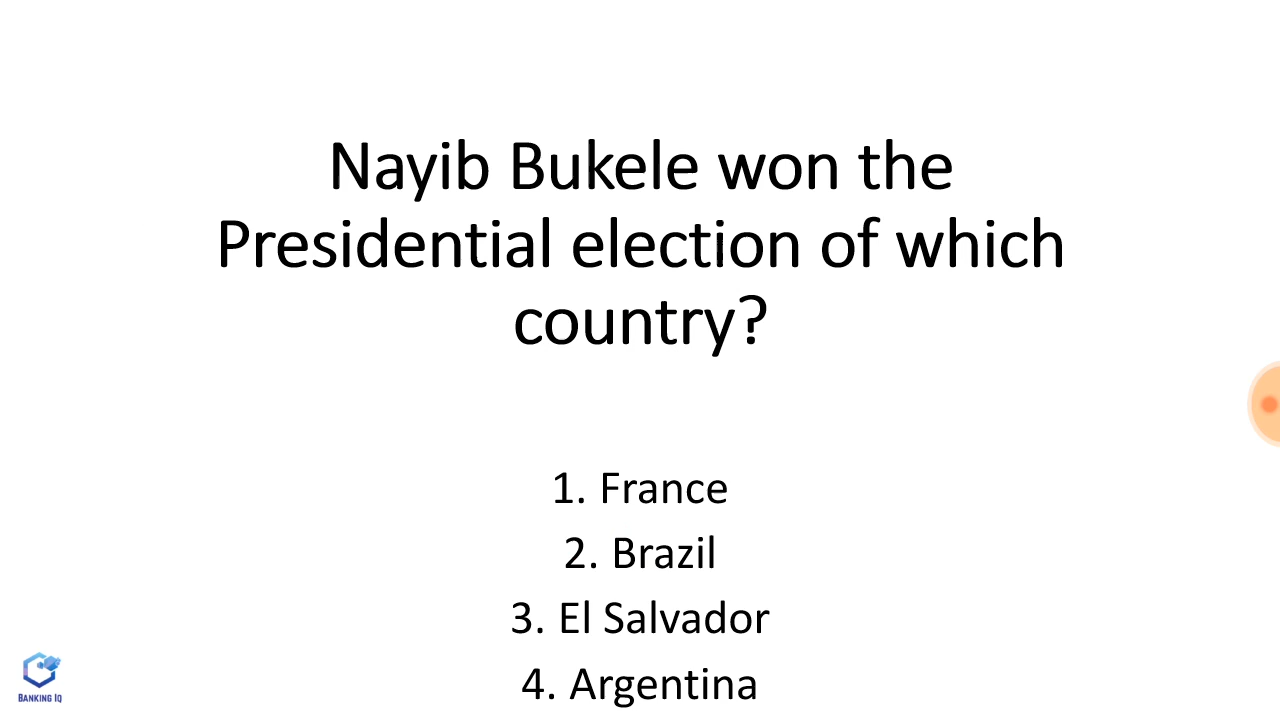 Nayib Bukele won the
Presidential election of which
country?
1. France
2. Brazil
3. El Salvador
4. Argentina
BANKING IQ